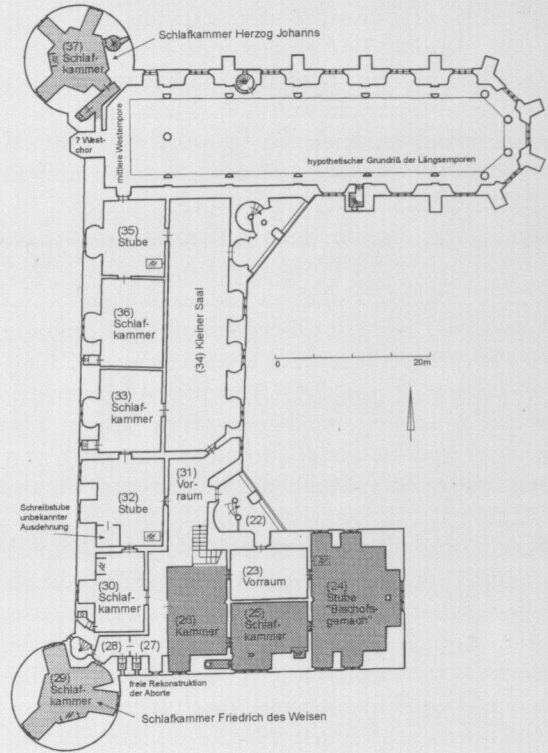 (37)
Schlaf-
kammer
Schlafkammer Herzog Johanns
? West-
chor
mittlere Westempore
hypothetischer Grundriß der Längsemporen
(35)
Stube
(36)
Schlaf-
kammer
(34) Kleiner Saal
0
20m
(33)
Schlaf-
kammer
(31)
Vor-
raum
(32)
Stube
Schreibstube
unbekannter
Ausdehnung
(22)
(30)
Schlaf-
kammer
(23)
Vorraum
(24)
Stube
"Bischofs-
gemach"
(26)
Kammer
(25)
Schlaf-
kammer
(28) – (27)
(29)
Schlaf-
kammer
freie Rekonstruktion
der Aborte
Schlafkammer Friedrich des Weisen